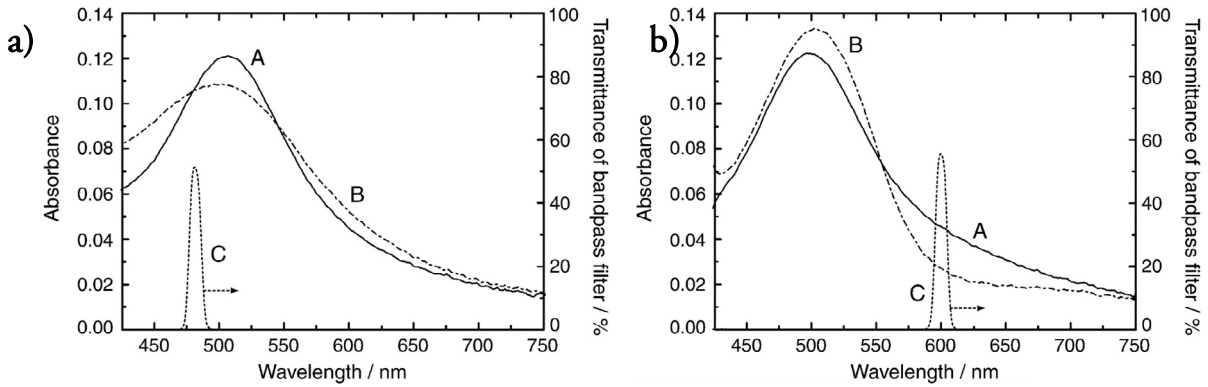 a)
0.14
0.12
0.10
0.08
0.06
0.04
0.02
0.00
Absorbance
450 500 550 600 650 700 750
Wavelength / nm
100
80
60
40
20
0
Transmittance of bandpass filter / %
A
B
C
b)
0.14
0.12
0.10
0.08
0.06
0.04
0.02
0.00
Absorbance
450 500 550 600 650 700 750
Wavelength / nm
100
80
60
40
20
0
Transmittance of bandpass filter / %
B
A
C